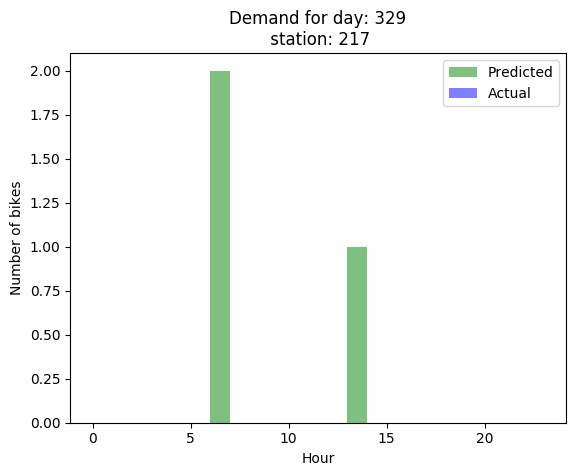 Demand for day: 329
station: 217
Predicted
Actual
2.00
1.75
1.50
1.25
1.00
0.75
0.50
0.25
0.00
Number of bikes
0 5 10 15 20
Hour